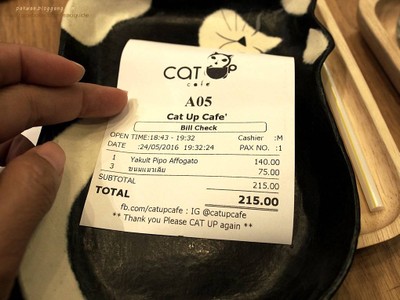 CAT UP
cafe
A05
Cat Up Cafe'
Bill Check
OPEN TIME:18:43 - 19:32 Cashier :M
DATE :24/05/2016 19:32:24 PAX NO. :1
1 Yakult Pipo Affogato 140.00
3 ขนมแมวเดิม 75.00
SUBTOTAL 215.00
TOTAL 215.00
fb.com/catupcafe : IG @catupcafe
** Thank you Please CAT UP again **